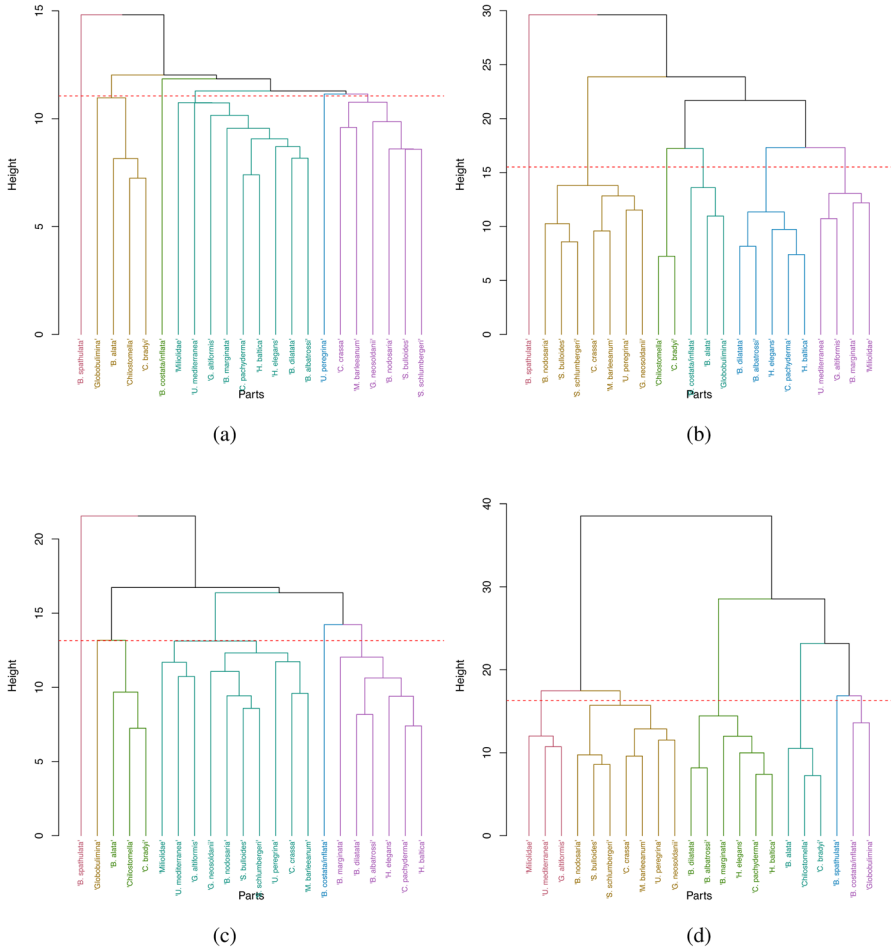 15
10
5
0
Height
'B. spathulata'
'Globobulimina'
'B. alata'
'Chilostomella'
'C. bradyi'
'B. costata/inflata'
'Miliolidae'
'U. mediterranea'
'G. altiformis'
'B. marginata'
'C. pachyderma'
'H. baltica'
'H. elegans'
'B. dilatata'
'B. albatrossi'
'U. peregrina'
'C. crassa'
'M. barleeanum'
'G. neosoldanii'
'B. nodosaria'
'S. bulloides'
'S. schlumbergeri'
Parts
(a)
30
25
20
15
10
5
0
Height
'B. spathulata'
'B. nodosaria'
'S. bulloides'
'S. schlumbergeri'
'C. crassa'
'M. barleeanum'
'U. peregrina'
'G. neosoldanii'
'Chilostomella'
'C. bradyi'
costata/inflata'
'B. alata'
'Globobulimina'
'B. dilatata'
'B. albatrossi'
'H. elegans'
'C. pachyderma'
'H. baltica'
'U. mediterranea'
'G. altiformis'
'B. marginata'
'Miliolidae'
Parts
(b)
20
15
10
5
0
Height
'B. spathulata'
'Globobulimina'
'B. alata'
'Chilostomella'
'C. bradyi'
'Miliolidae'
'U. mediterranea'
'G. altiformis'
'G. neosoldanii'
'B. nodosaria'
'S. bulloides'
schlumbergeri'
'U. peregrina'
'C. crassa'
'M. barleeanum'
'B. costata/inflata'
'B. marginata'
'B. dilatata'
'B. albatrossi'
'H. elegans'
'C. pachyderma'
'H. baltica'
Parts
(c)
40
30
20
10
0
Height
'Miliolidae'
'U. mediterranea'
'G. altiformis'
'B. nodosaria'
'S. bulloides'
'S. schlumbergeri'
'C. crassa'
'M. barleeanum'
'U. peregrina'
'G. neosoldanii'
'B. dilatata'
'B. albatrossi'
'B. marginata'
'H. elegans'
'C. pachyderma'
'H. baltica'
'B. alata'
'Chilostomella'
'C. bradyi'
'B. spathulata'
'B. costata/inflata'
'Globobulimina'
Parts
(d)